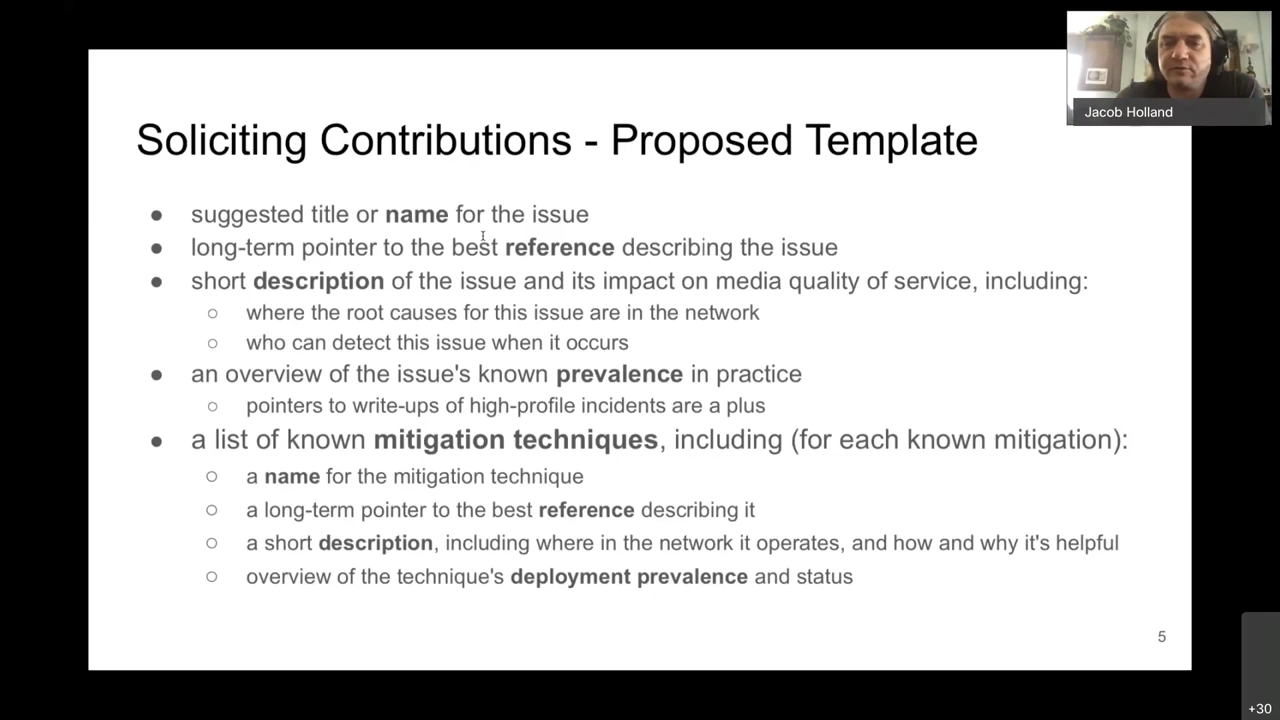 Jacob Holland
Soliciting Contributions - Proposed Template
● suggested title or name for the issue
● long-term pointer to the best reference describing the issue
● short description of the issue and its impact on media quality of service, including:
○ where the root causes for this issue are in the network
○ who can detect this issue when it occurs
● an overview of the issue's known prevalence in practice
○ pointers to write-ups of high-profile incidents are a plus
● a list of known mitigation techniques, including (for each known mitigation):
○ a name for the mitigation technique
○ a long-term pointer to the best reference describing it
○ a short description, including where in the network it operates, and how and why it's helpful
○ overview of the technique's deployment prevalence and status
5
+30